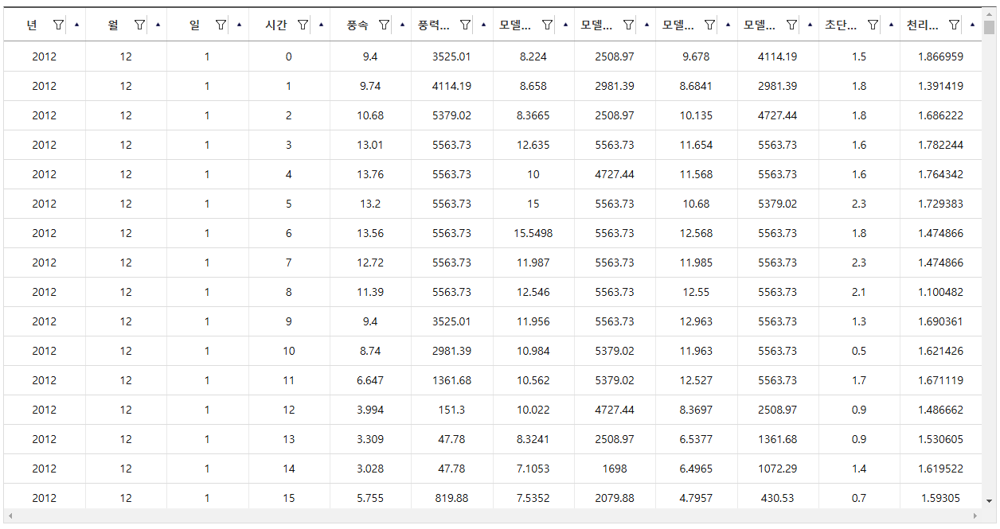 년 월 일 시간 풍속 풍력... 모델... 모델... 모델... 모델... 초단... 천리...
2012 12 1 0 9.4 3525.01 8.224 2508.97 9.678 4114.19 1.5 1.866959
2012 12 1 1 9.74 4114.19 8.658 2981.39 8.6841 2981.39 1.8 1.391419
2012 12 1 2 10.68 5379.02 8.3665 2508.97 10.135 4727.44 1.8 1.686222
2012 12 1 3 13.01 5563.73 12.635 5563.73 11.654 5563.73 1.6 1.782244
2012 12 1 4 13.76 5563.73 10 4727.44 11.568 5563.73 1.6 1.764342
2012 12 1 5 13.2 5563.73 15 5563.73 10.68 5379.02 2.3 1.729383
2012 12 1 6 13.56 5563.73 15.5498 5563.73 12.568 5563.73 1.8 1.474866
2012 12 1 7 12.72 5563.73 11.987 5563.73 11.985 5563.73 2.3 1.474866
2012 12 1 8 11.39 5563.73 12.546 5563.73 12.55 5563.73 2.1 1.100482
2012 12 1 9 9.4 3525.01 11.956 5563.73 12.963 5563.73 1.3 1.690361
2012 12 1 10 8.74 2981.39 10.984 5379.02 11.963 5563.73 0.5 1.621426
2012 12 1 11 6.647 1361.68 10.562 5379.02 12.527 5563.73 1.7 1.671119
2012 12 1 12 3.994 151.3 10.022 4727.44 8.3697 2508.97 0.9 1.486662
2012 12 1 13 3.309 47.78 8.3241 2508.97 6.5377 1361.68 0.9 1.530605
2012 12 1 14 3.028 47.78 7.1053 1698 6.4965 1072.29 1.4 1.619522
2012 12 1 15 5.755 819.88 7.5352 2079.88 4.7957 430.53 0.7 1.59305